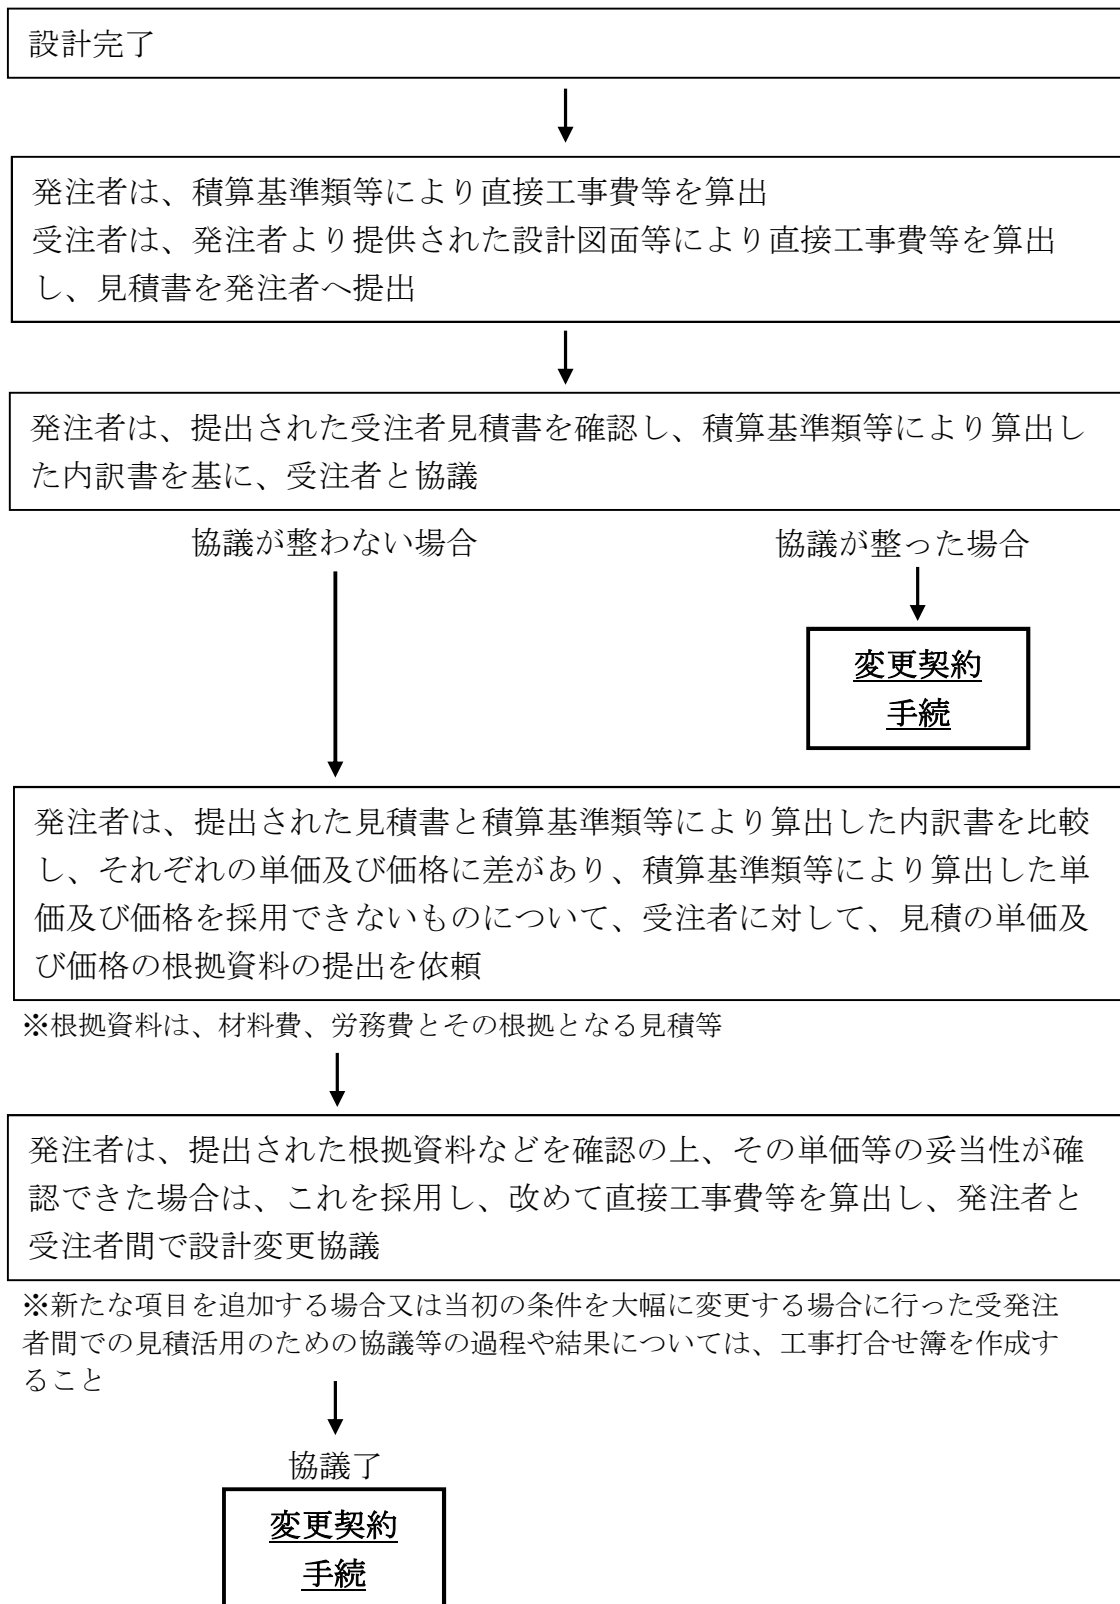 設計完了
発注者は、積算基準類等により直接工事費等を算出
受注者は、発注者より提供された設計図面等により直接工事費等を算出
し、見積書を発注者へ提出
発注者は、提出された受注者見積書を確認し、積算基準類等により算出し
た内訳書を基に、受注者と協議
協議が整わない場合
協議が整った場合
変更契約
手続
発注者は、提出された見積書と積算基準類等により算出した内訳書を比較
し、それぞれの単価及び価格に差があり、積算基準類等により算出した単
価及び価格を採用できないものについて、受注者に対して、見積の単価及
び価格の根拠資料の提出を依頼
※根拠資料は、材料費、労務費とその根拠となる見積等
発注者は、提出された根拠資料などを確認の上、その単価等の妥当性が確
認できた場合は、これを採用し、改めて直接工事費等を算出し、発注者と
受注者間で設計変更協議
※新たな項目を追加する場合又は当初の条件を大幅に変更する場合に行った受発注
者間での見積活用のための協議等の過程や結果については、工事打合せ簿を作成す
ること
協議了
変更契約
手続